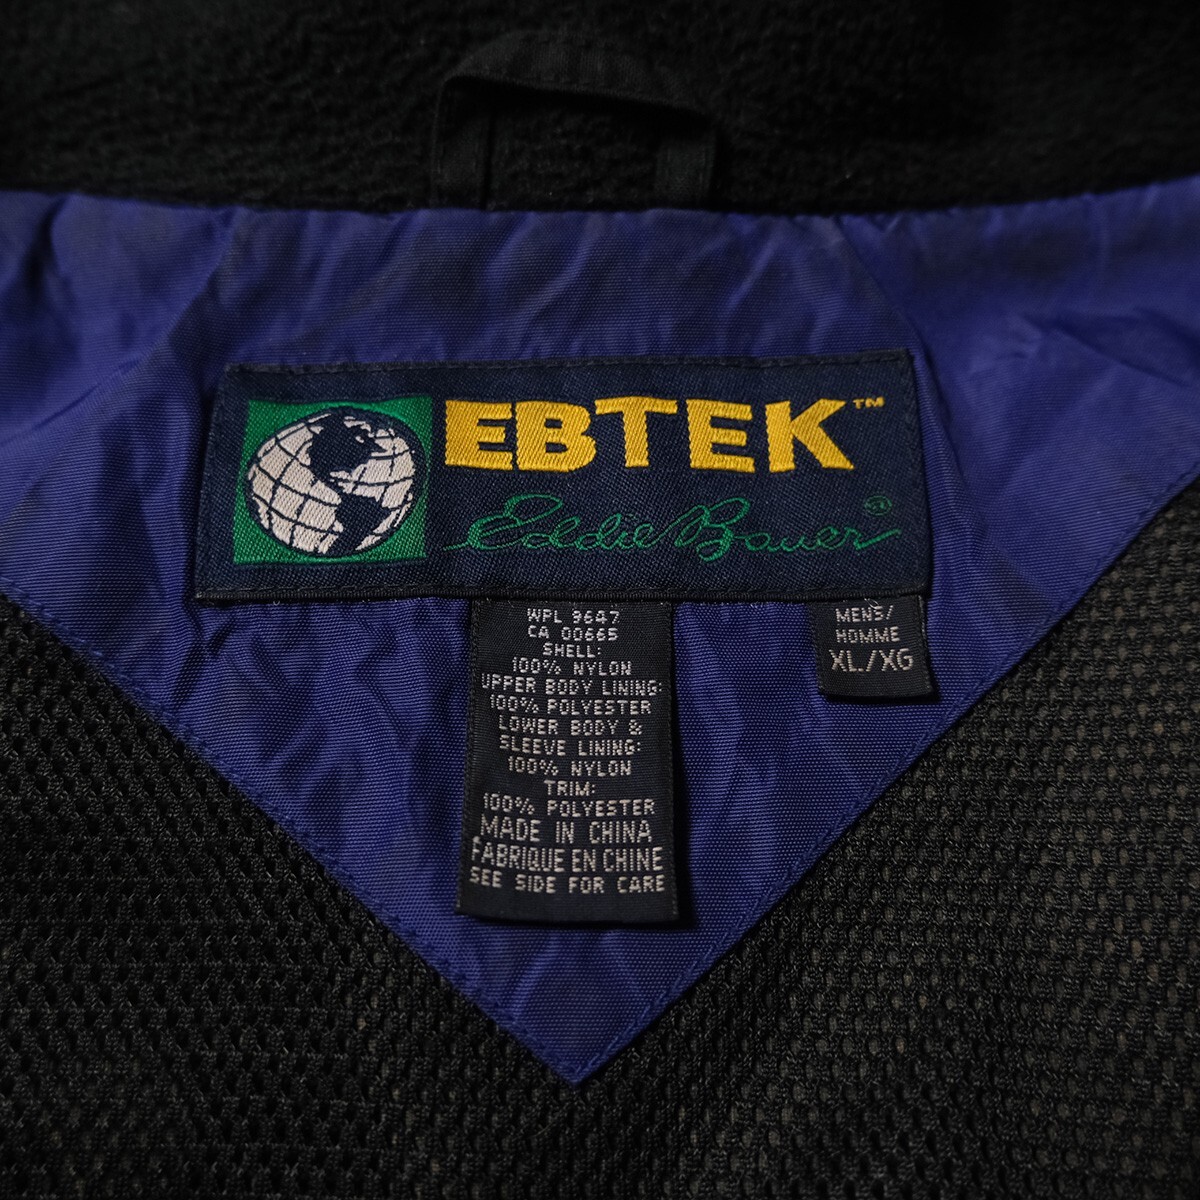 EBTEK™
Eddie Bauer®
WPL 9647
CA 00665
SHELL:
100% NYLON
UPPER BODY LINING:
100% POLYESTER
LOWER BODY &
SLEEVE LINING:
100% NYLON
TRIM:
100% POLYESTER
MADE IN CHINA
FABRIQUE EN CHINE
SEE SIDE FOR CARE
MENS/
HOMME
XL/XG